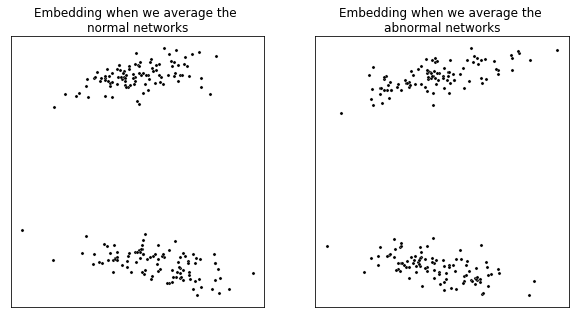 Embedding when we average the
normal networks
Embedding when we average the
abnormal networks